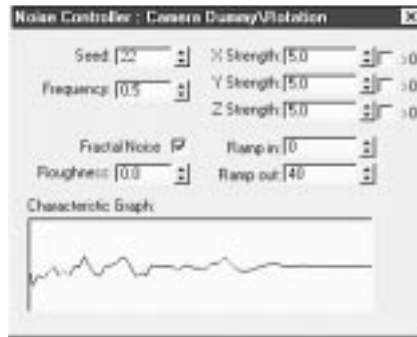 Noise Controller : Camera Dummy\Rotation
Seed: 22 X Strength: 5.0 >0
Frequency: 0.5 Y Strength: 5.0 >0
Z Strength: 5.0 >0
Fractal Noise Ramp in: 0
Roughness: 0.0 Ramp out: 40
Characteristic Graph: